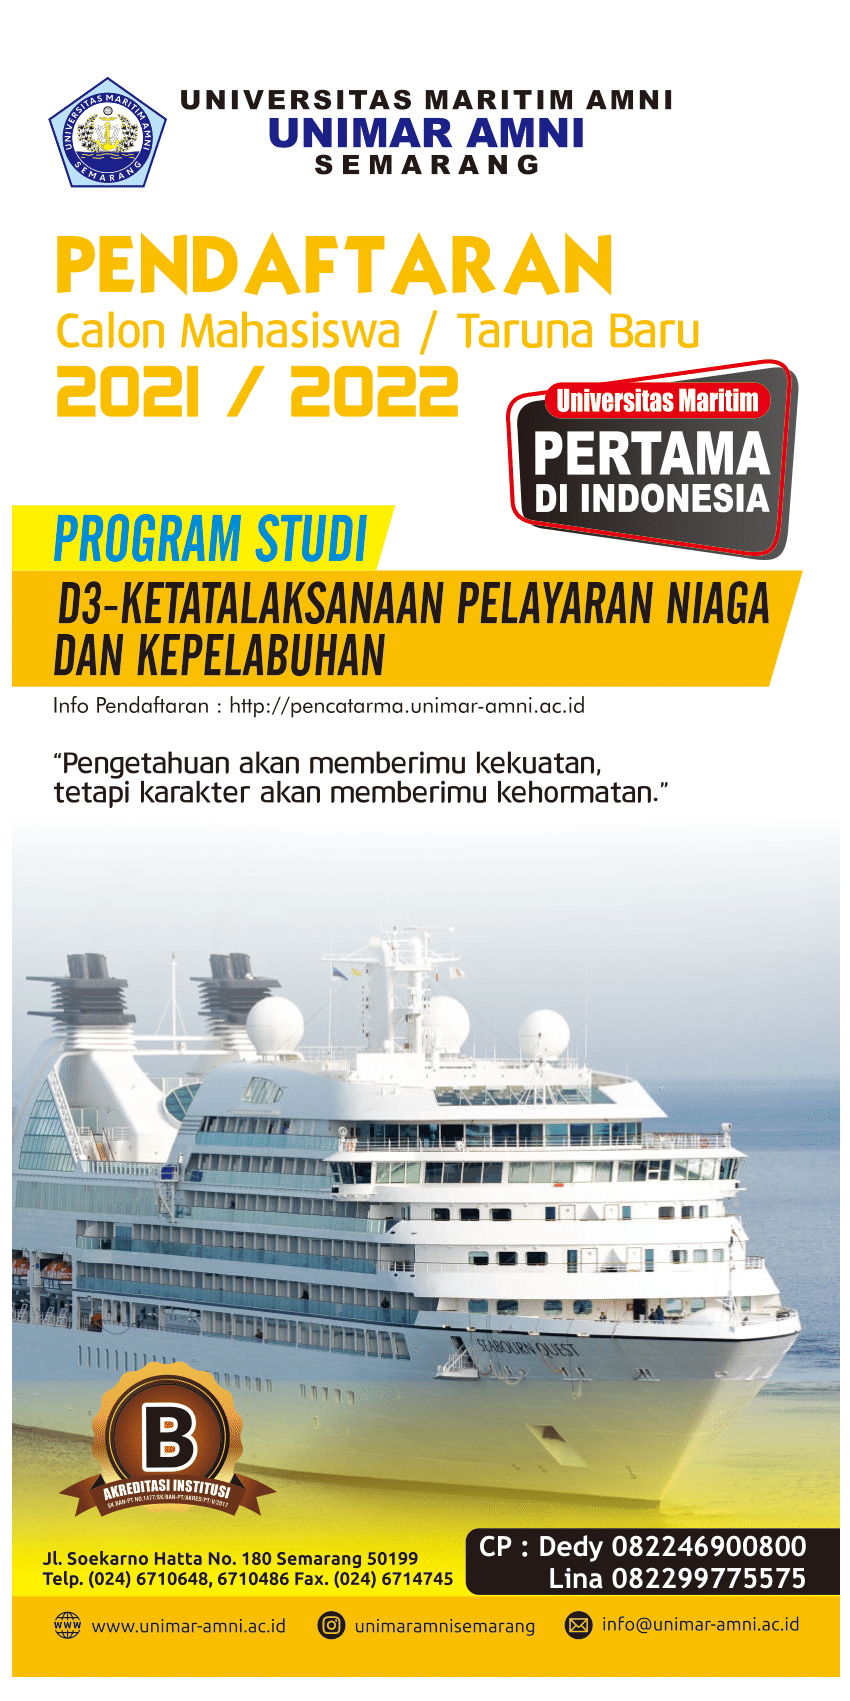 UNIVERSITAS MARITIM AMNI
SEMARANG
UNIVERSITAS MARITIM AMNI
UNIMAR AMNI
SEMARANG
PENDAFTARAN
Calon Mahasiswa / Taruna Baru
2021 / 2022
Universitas Maritim
PERTAMA
DI INDONESIA
PROGRAM STUDI
D3-KETATALAKSANAAN PELAYARAN NIAGA
DAN KEPELABUHAN
Info Pendaftaran : http://pencatarma.unimar-amni.ac.id
“Pengetahuan akan memberimu kekuatan,
tetapi karakter akan memberimu kehormatan.”
SEABOURN QUEST
B
AKREDITASI INSTITUSI
SK.BAN-PT NO.1477/SK/BAN-PT/AKRED/PT/V/2017
Jl. Soekarno Hatta No. 180 Semarang 50199
Telp. (024) 6710648, 6710486 Fax. (024) 6714745
CP : Dedy 082246900800
Lina 082299775575
www.unimar-amni.ac.id
unimaramnisemarang
info@unimar-amni.ac.id